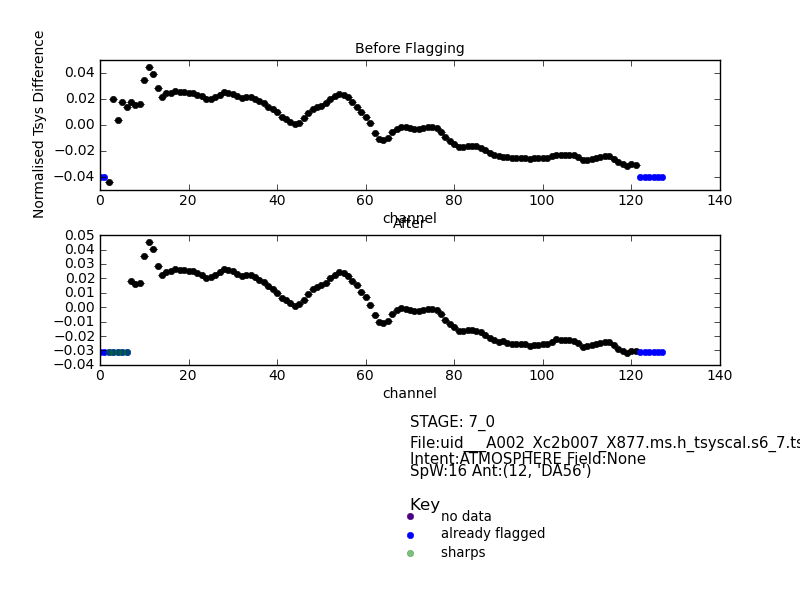 Before Flagging
Normalised Tsys Difference
0.04
0.02
0.00
−0.02
−0.04
0 20 40 60 80 100 120 140
channel
After
0.05
0.04
0.03
0.02
0.01
0.00
−0.01
−0.02
−0.03
−0.04
0 20 40 60 80 100 120 140
channel
STAGE: 7_0
File:uid___A002_Xc2b007_X877.ms.h_tsyscal.s6_7.ts
Intent:ATMOSPHERE Field:None
SpW:16 Ant:(12, 'DA56')
Key
no data
already flagged
sharps